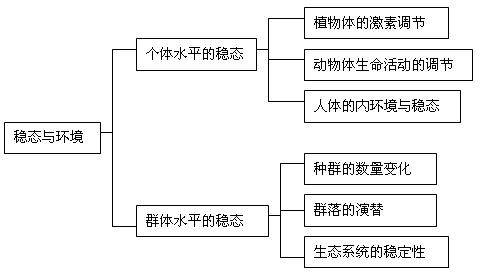 稳态与环境
个体水平的稳态
植物体的激素调节
动物体生命活动的调节
人体的内环境与稳态
群体水平的稳态
种群的数量变化
群落的演替
生态系统的稳定性